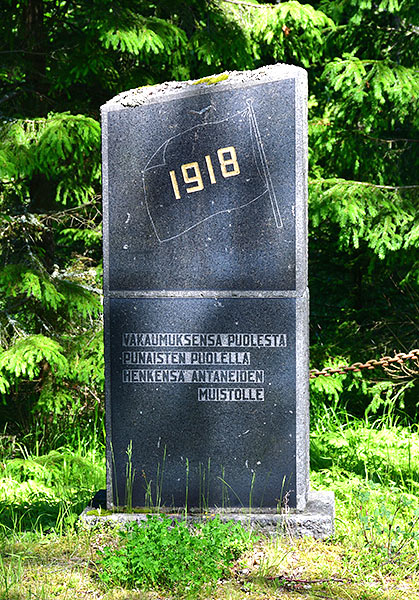 1918
VAKAUMUKSENSA PUOLESTA
PUNAISTEN PUOLELLA
HENKENSÄ ANTANEIDEN
MUISTOLLE